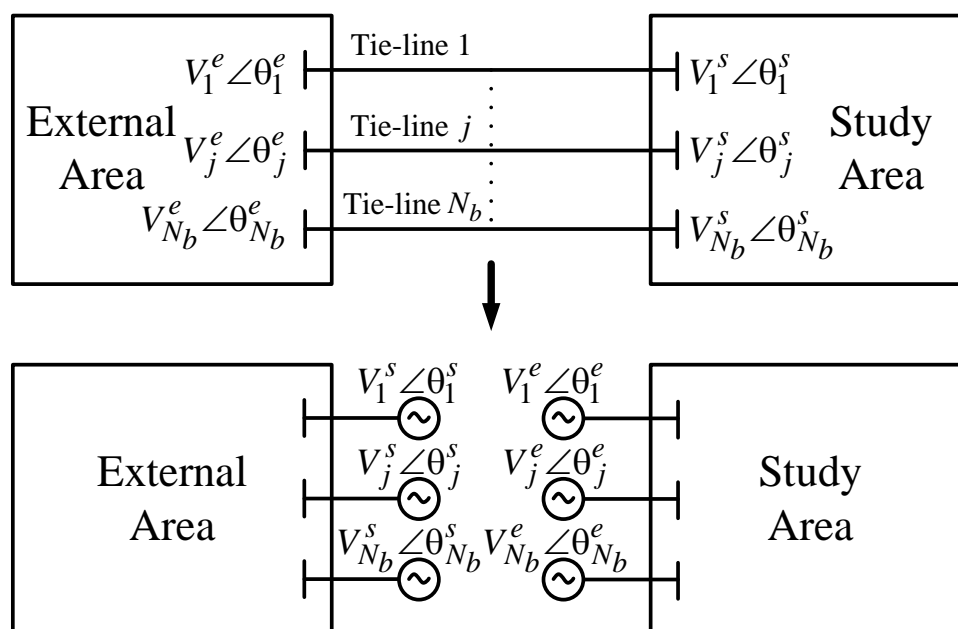 Tie-line 1
V_1^e∠θ_1^e
V_1^s∠θ_1^s
External
Area
Tie-line j
V_j^e∠θ_j^e
V_j^s∠θ_j^s
Study
Area
Tie-line N_b
V_{N_b}^e∠θ_{N_b}^e
V_{N_b}^s∠θ_{N_b}^s
V_1^s∠θ_1^s
V_1^e∠θ_1^e
External
Area
V_j^s∠θ_j^s
V_j^e∠θ_j^e
Study
Area
V_{N_b}^s∠θ_{N_b}^s
V_{N_b}^e∠θ_{N_b}^e